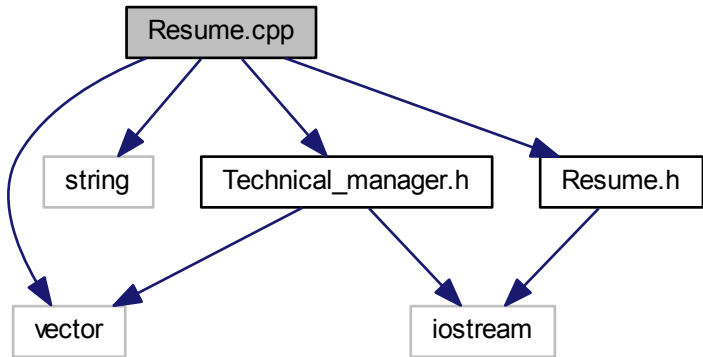 Resume.cpp
string
Technical_manager.h
Resume.h
vector
iostream